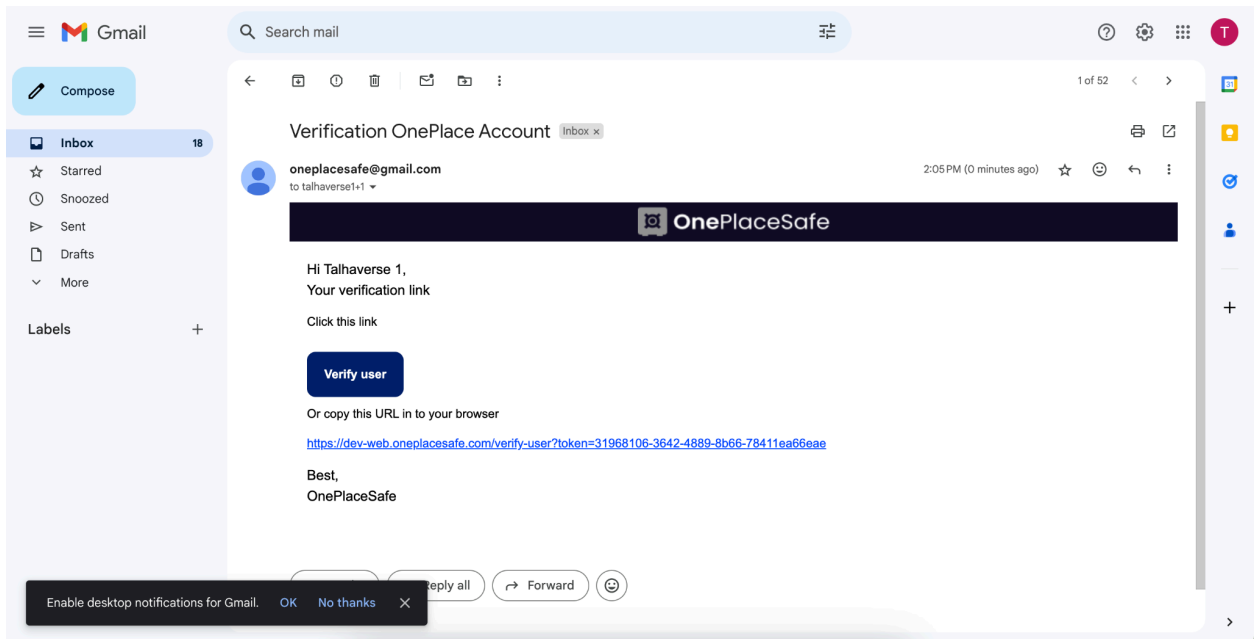 Gmail
Search mail
T
Compose
1 of 52
31
Inbox 18
Starred
Snoozed
Sent
Drafts
More
Labels
Verification OnePlace Account Inbox ×
oneplacesafe@gmail.com 2:05 PM (0 minutes ago)
to talhaverse1+1
OnePlaceSafe
Hi Talhaverse 1,
Your verification link
Click this link
Verify user
Or copy this URL in to your browser
https://dev-web.oneplacesafe.com/verify-user?token=31968106-3642-4889-8b66-78411ea66eae
Best,
OnePlaceSafe
Reply all
Forward
Enable desktop notifications for Gmail. OK No thanks